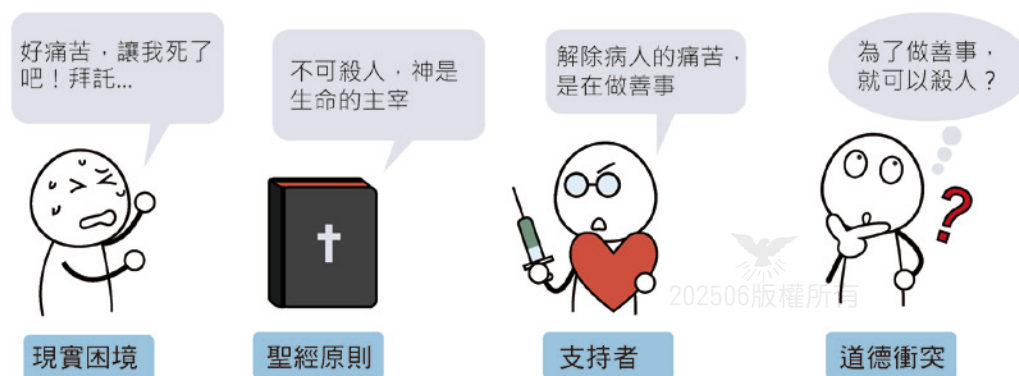 好痛苦，讓我死了
吧！拜託...
不可殺人，神是
生命的主宰
解除病人的痛苦，
是在做善事
為了做善事，
就可以殺人？
?
202506版權所有
現實困境
聖經原則
支持者
道德衝突